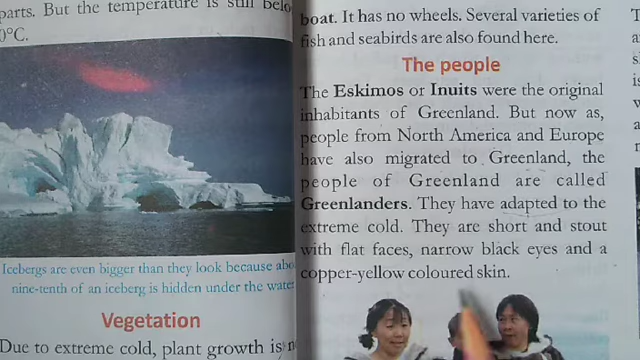 parts. But the temperature is still belo
0°C.
Icebergs are even bigger than they look because abo
nine-tenth of an iceberg is hidden under the water
Vegetation
Due to extreme cold, plant growth is n
boat. It has no wheels. Several varieties of
fish and seabirds are also found here.
The people
The Eskimos or Inuits were the original
inhabitants of Greenland. But now as,
people from North America and Europe
have also migrated to Greenland, the
people of Greenland are called
Greenlanders. They have adapted to the
extreme cold. They are short and stout
with flat faces, narrow black eyes and a
copper-yellow coloured skin.